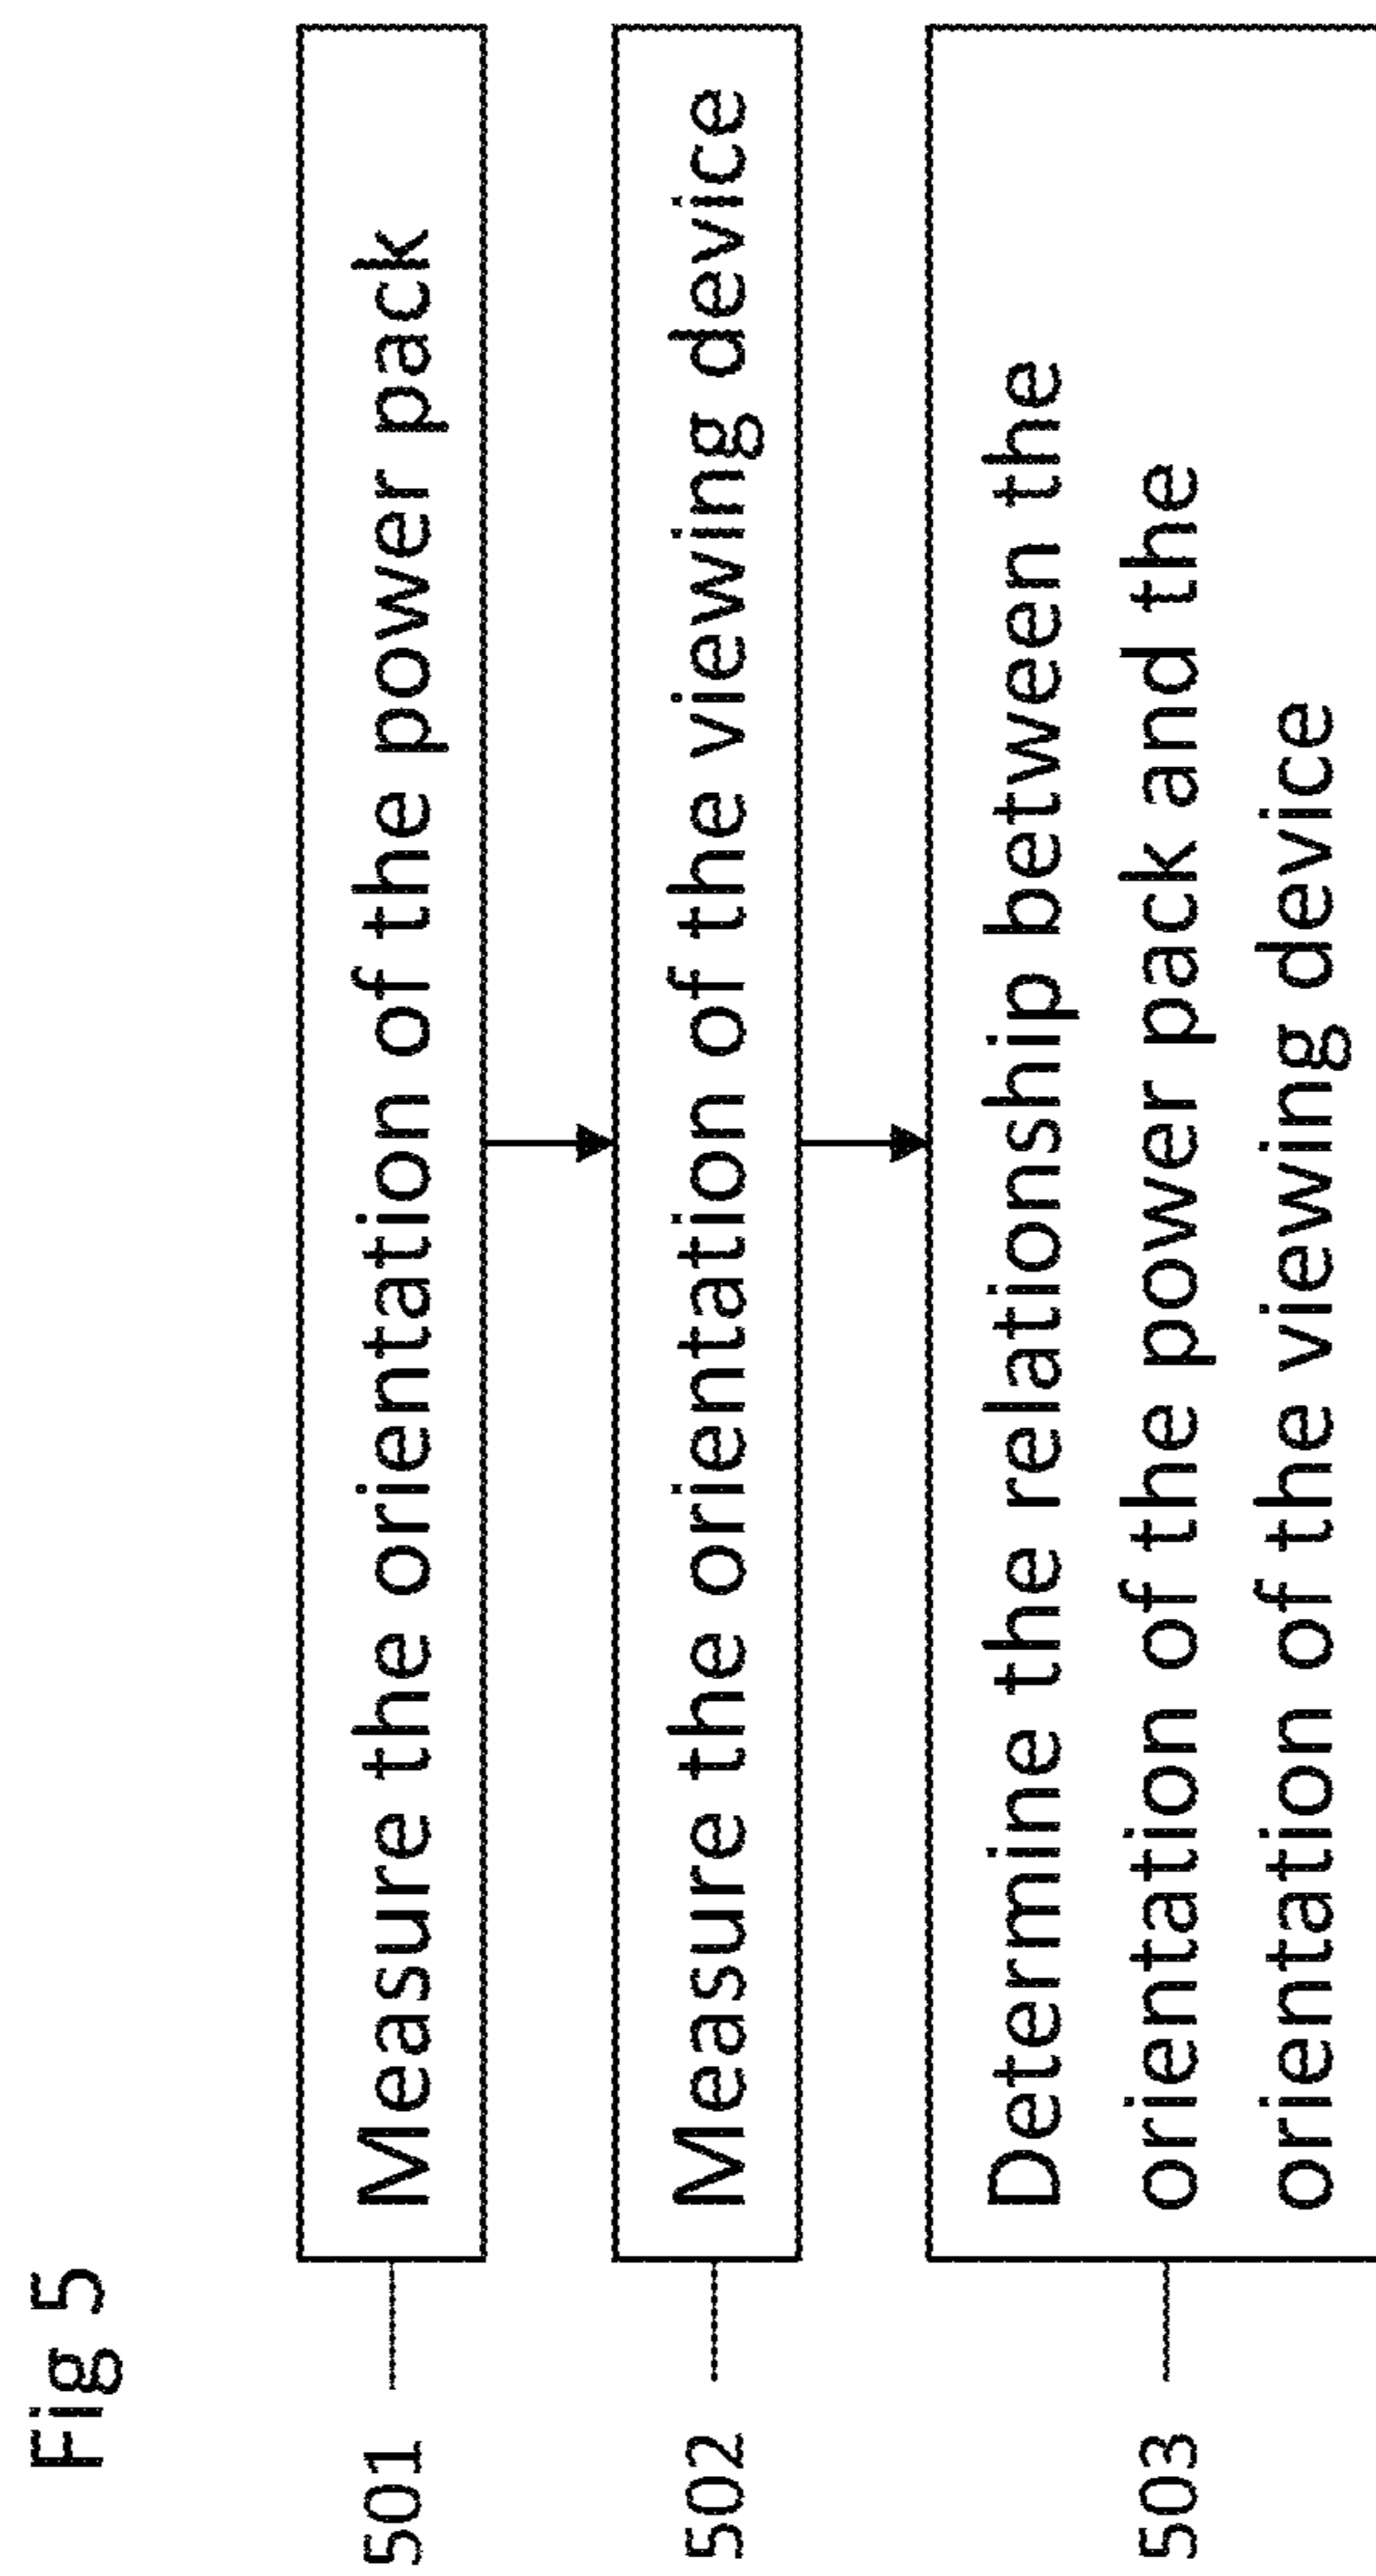 Fig 5
501
Measure the orientation of the power pack
502
Measure the orientation of the viewing device
503
Determine the relationship between the
orientation of the power pack and the
orientation of the viewing device